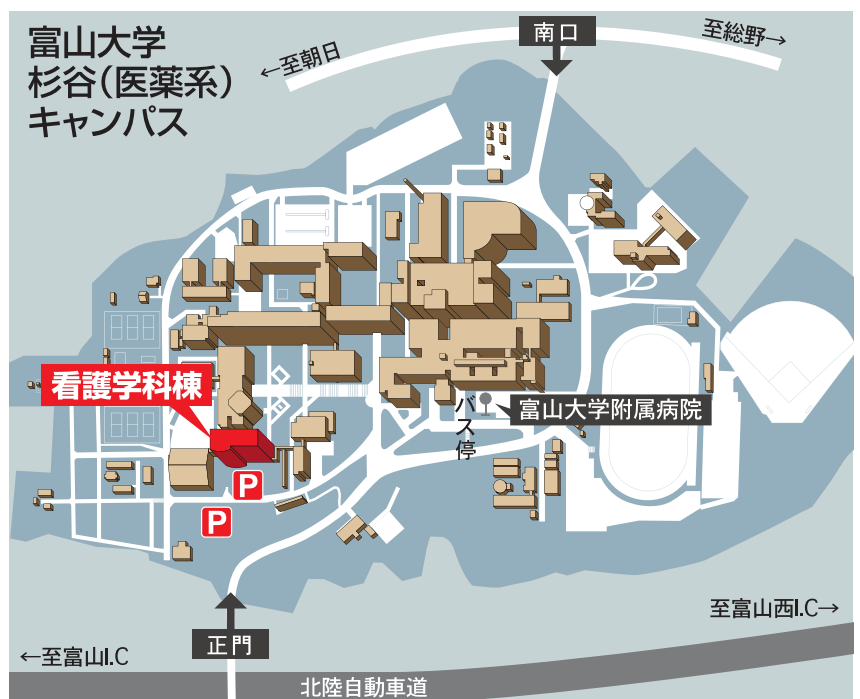 富山大学
杉谷(医薬系)
キャンパス
南口
←至朝日
至総野→
看護学科棟
バス停
富山大学附属病院
P
P
正門
至富山西I.C→
←至富山I.C
北陸自動車道